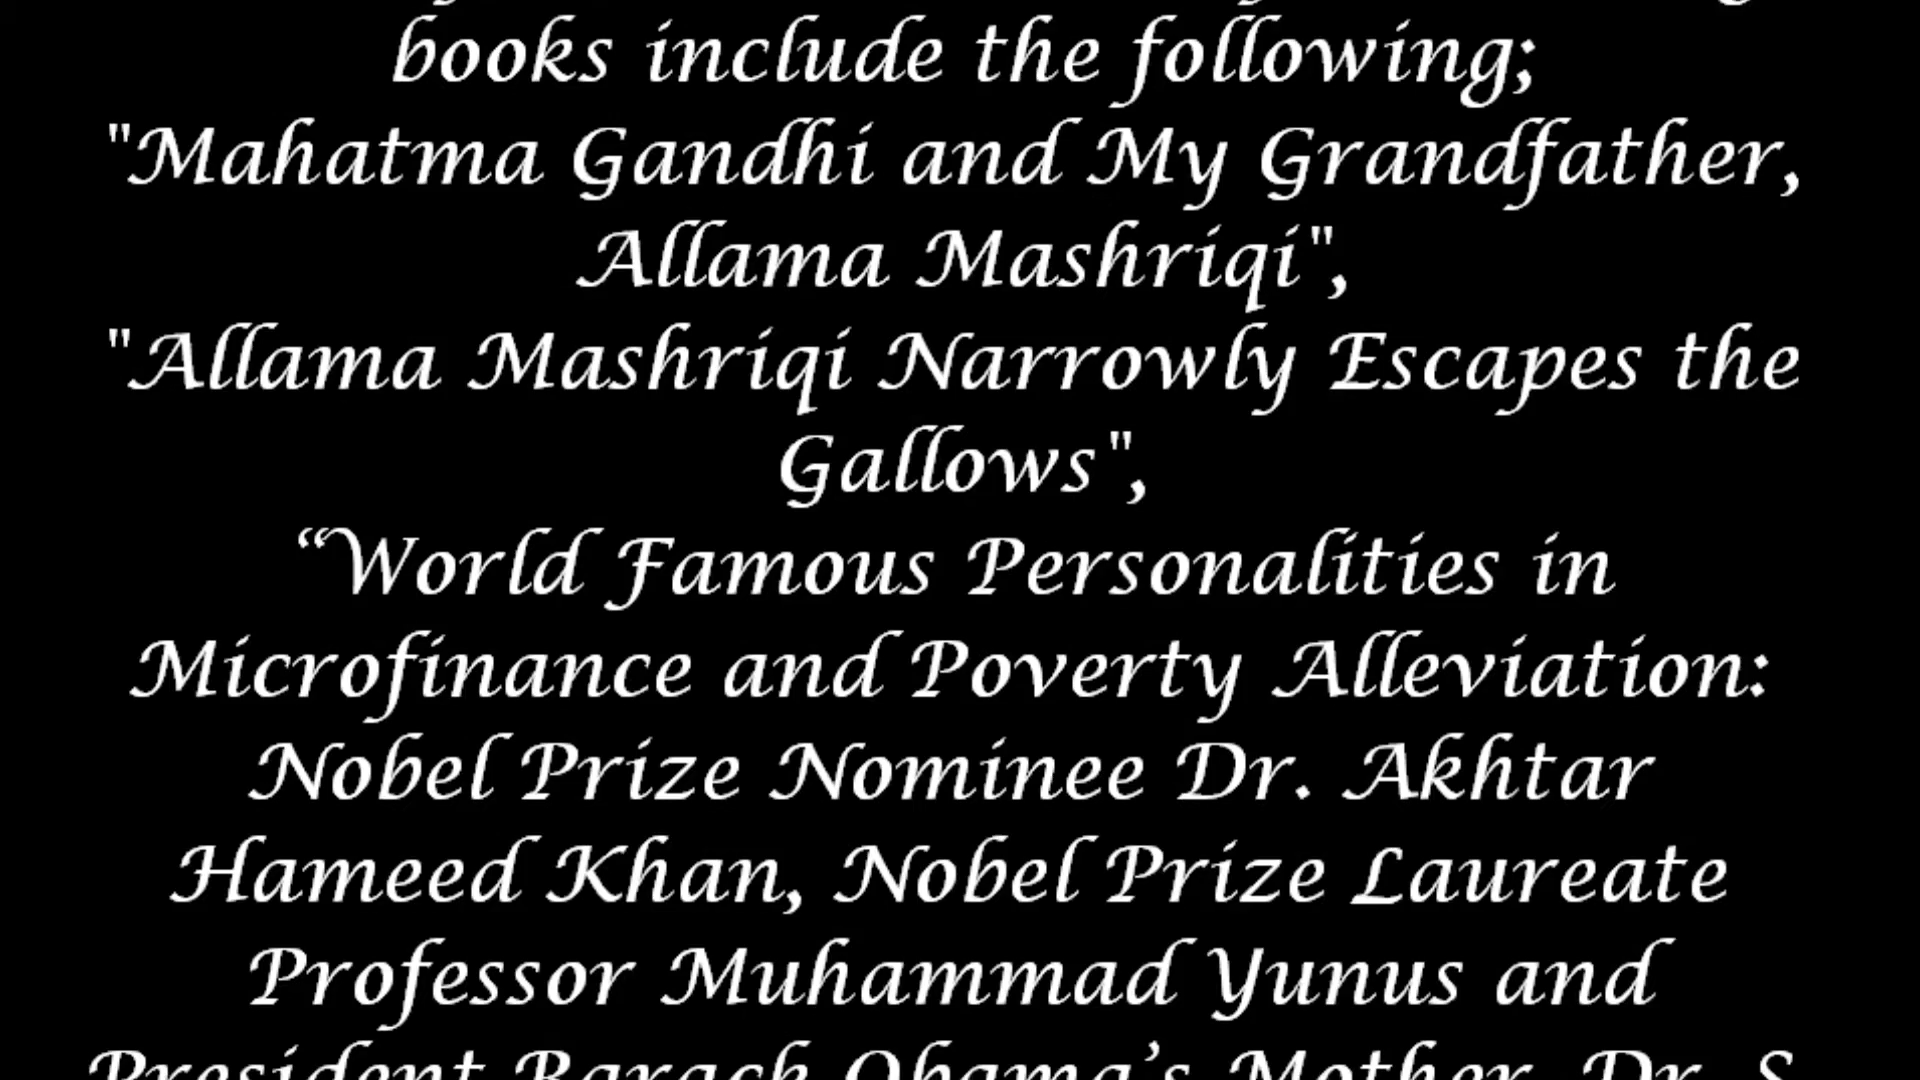 books include the following;
"Mahatma Gandhi and My Grandfather,
Allama Mashriqi",
"Allama Mashriqi Narrowly Escapes the
Gallows",
“World Famous Personalities in
Microfinance and Poverty Alleviation:
Nobel Prize Nominee Dr. Akhtar
Hameed Khan, Nobel Prize Laureate
Professor Muhammad Yunus and
President Barack Obama’s Mother, Dr. S.